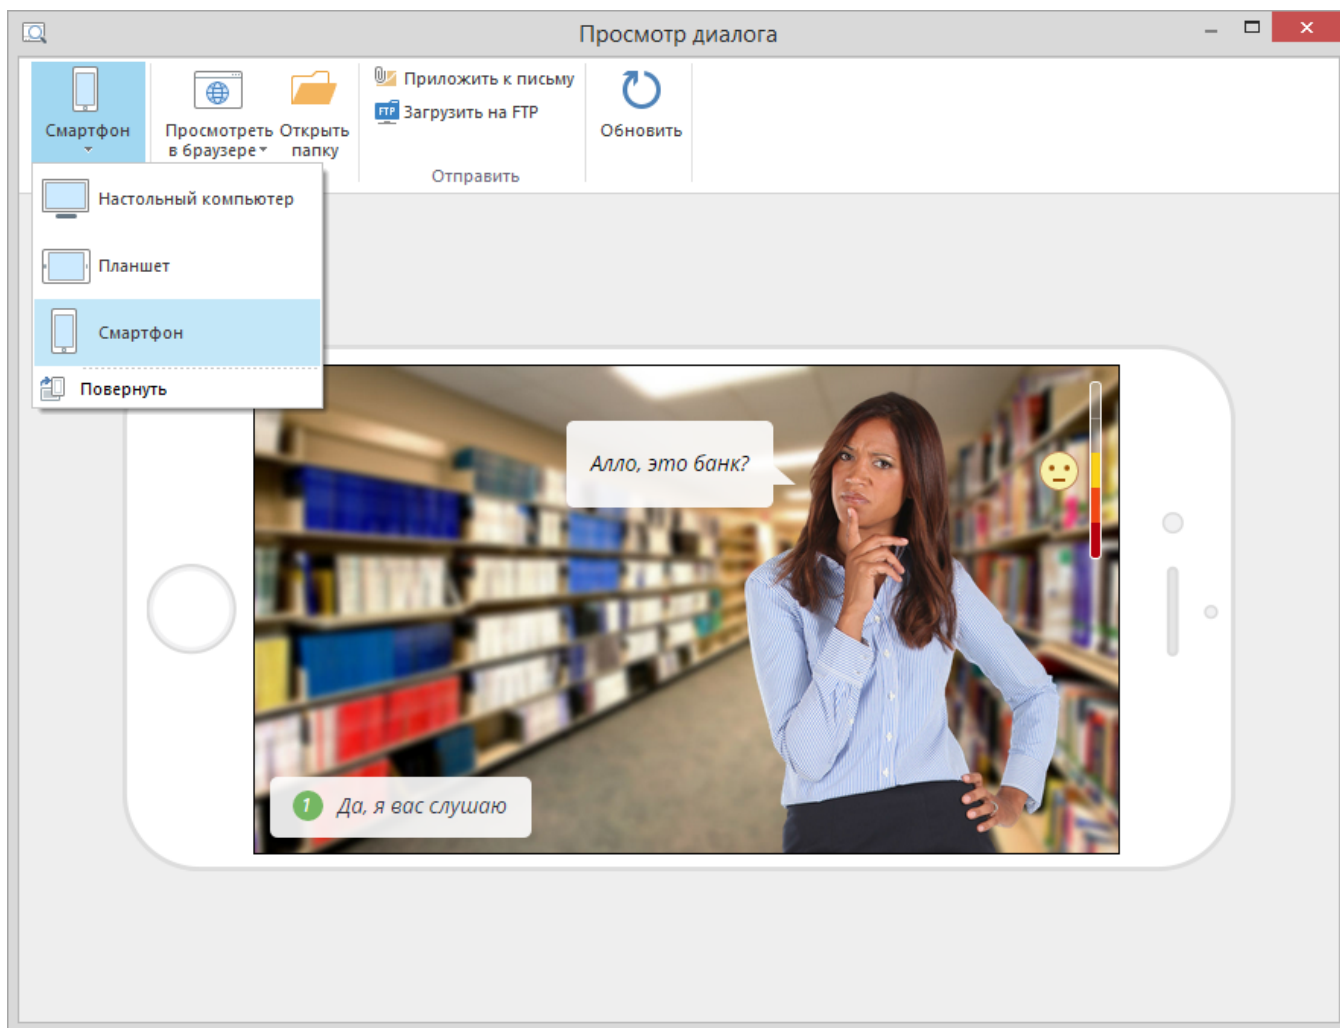 Просмотр диалога
Смартфон
Просмотреть
в браузере
Открыть
папку
Приложить к письму
FTP Загрузить на FTP
Отправить
Обновить
Настольный компьютер
Планшет
Смартфон
Повернуть
Алло, это банк?
1 Да, я вас слушаю